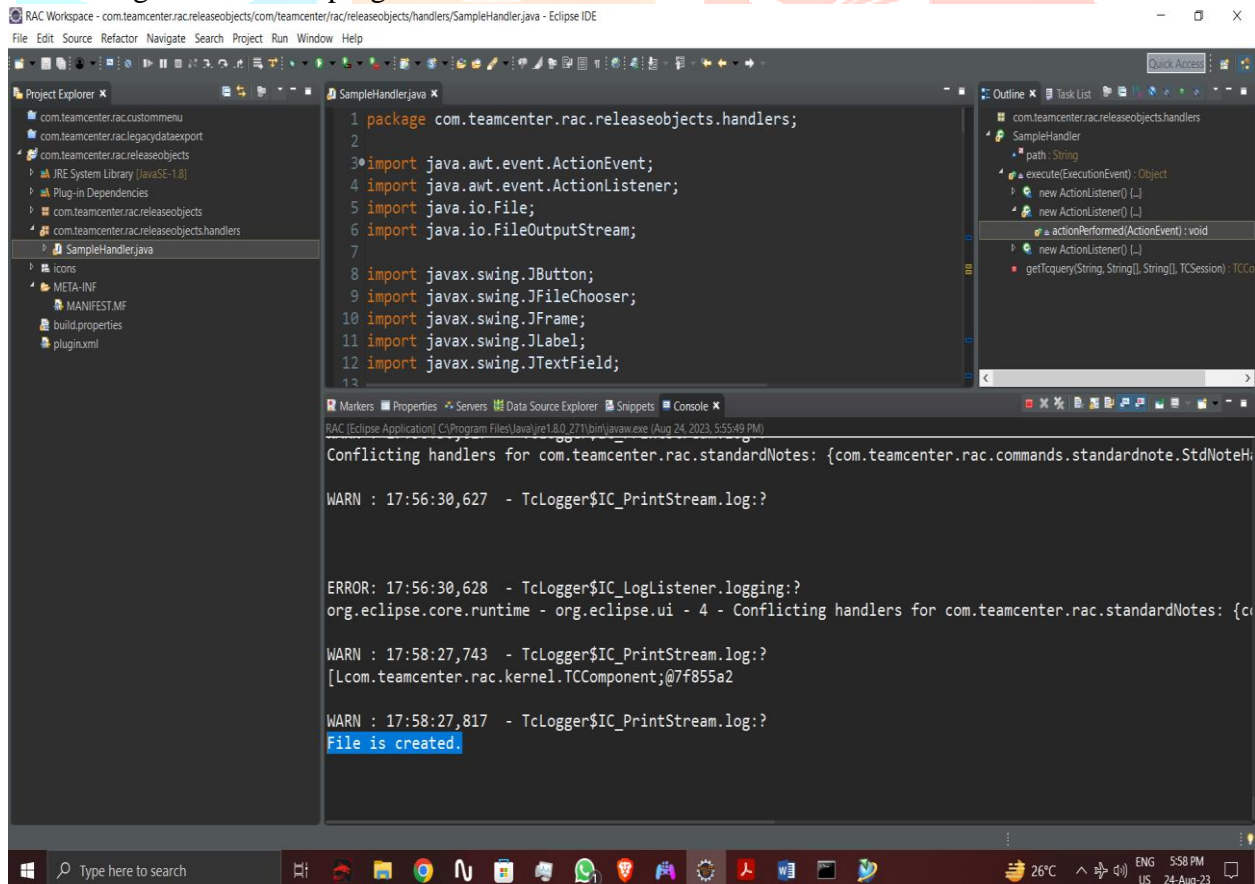 RAC Workspace - com.teamcenter.rac.releaseobjects/com/teamcenter/rac/releaseobjects/handlers/SampleHandler.java - Eclipse IDE
File Edit Source Refactor Navigate Search Project Run Window Help
Quick Access
Project Explorer
com.teamcenter.rac.custommenu
com.teamcenter.rac.legacydataexport
com.teamcenter.rac.releaseobjects
JRE System Library [JavaSE-1.8]
Plug-in Dependencies
com.teamcenter.rac.releaseobjects
com.teamcenter.rac.releaseobjects.handlers
SampleHandler.java
icons
META-INF
MANIFEST.MF
build.properties
plugin.xml
SampleHandler.java
1 package com.teamcenter.rac.releaseobjects.handlers;
2
3 import java.awt.event.ActionEvent;
4 import java.awt.event.ActionListener;
5 import java.io.File;
6 import java.io.FileOutputStream;
7
8 import javax.swing.JButton;
9 import javax.swing.JFileChooser;
10 import javax.swing.JFrame;
11 import javax.swing.JLabel;
12 import javax.swing.JTextField;
13
Outline Task List
com.teamcenter.rac.releaseobjects.handlers
SampleHandler
path : String
execute(ExecutionEvent) : Object
new ActionListener() {...}
new ActionListener() {...}
actionPerformed(ActionEvent) : void
new ActionListener() {...}
getTcquery(String, String[], String[], TCSession) : TCCo
Markers Properties Servers Data Source Explorer Snippets Console
RAC [Eclipse Application] C:\Program Files\Java\jre1.8.0_271\bin\javaw.exe (Aug 24, 2023, 5:55:49 PM)
Conflicting handlers for com.teamcenter.rac.standardNotes: {com.teamcenter.rac.commands.standardnote.StdNoteHa
WARN : 17:56:30,627 - TcLogger$IC_PrintStream.log:?
ERROR: 17:56:30,628 - TcLogger$IC_LogListener.logging:?
org.eclipse.core.runtime - org.eclipse.ui - 4 - Conflicting handlers for com.teamcenter.rac.standardNotes: {co
WARN : 17:58:27,743 - TcLogger$IC_PrintStream.log:?
[Lcom.teamcenter.rac.kernel.TCComponent;@7f855a2
WARN : 17:58:27,817 - TcLogger$IC_PrintStream.log:?
File is created.
Type here to search
26°C
ENG
US
5:58 PM
24-Aug-23